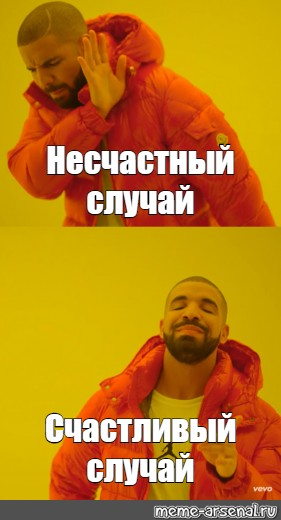 Несчастный
случай
Счастливый
случай
vevo
meme-arsenal.ru